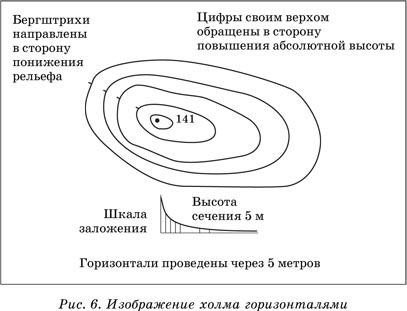 Бергштрихи
направлены
в сторону
понижения
рельефа
Цифры своим верхом
обращены в сторону
повышения абсолютной высоты
141
Шкала
заложения
Высота
сечения 5 м
Горизонтали проведены через 5 метров
Рис. 6. Изображение холма горизонталями